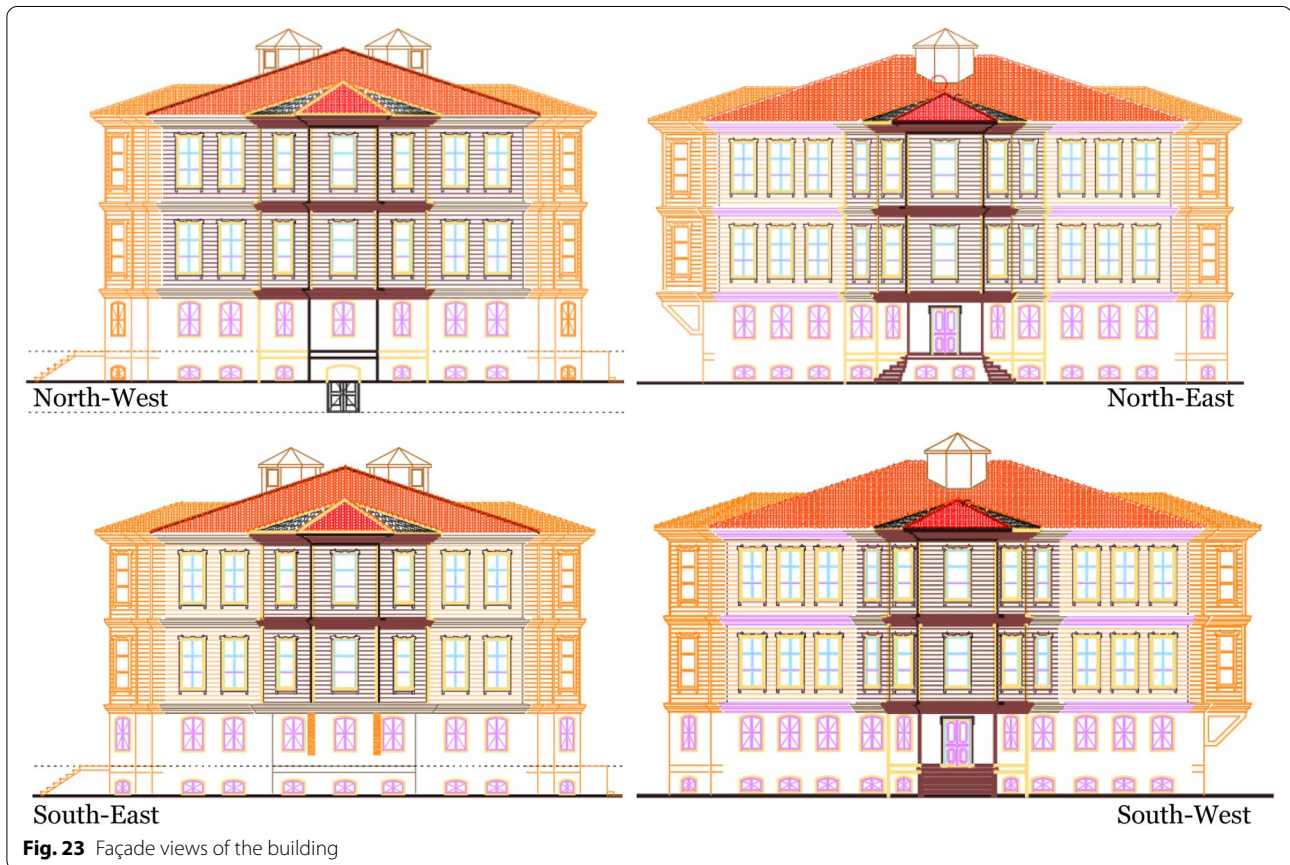 North-West
North-East
South-East
South-West
Fig. 23 Façade views of the building